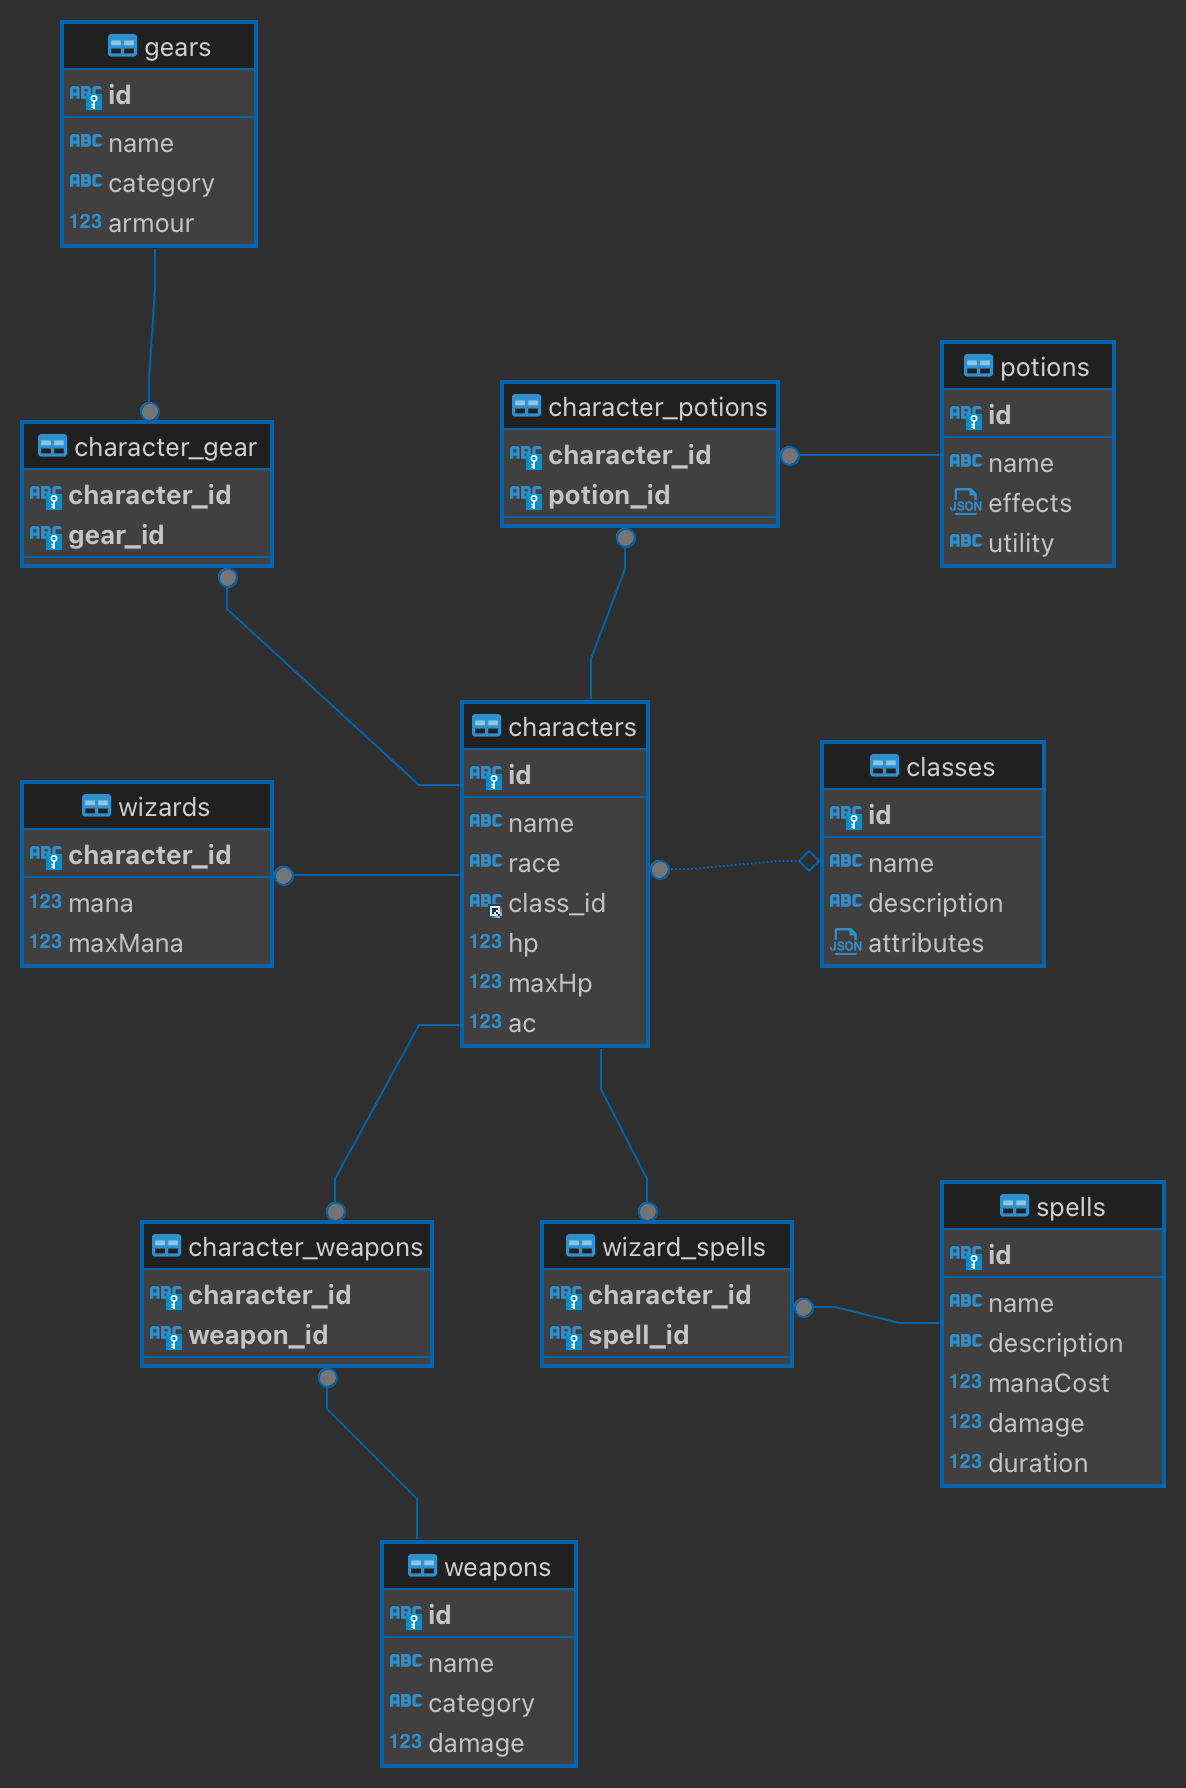 gears
ABC id
ABC name
ABC category
123 armour
character_gear
ABC character_id
ABC gear_id
character_potions
ABC character_id
ABC potion_id
potions
ABC id
ABC name
JSON effects
ABC utility
wizards
ABC character_id
123 mana
123 maxMana
characters
ABC id
ABC name
ABC race
ABC class_id
123 hp
123 maxHp
123 ac
classes
ABC id
ABC name
ABC description
JSON attributes
character_weapons
ABC character_id
ABC weapon_id
wizard_spells
ABC character_id
ABC spell_id
spells
ABC id
ABC name
ABC description
123 manaCost
123 damage
123 duration
weapons
ABC id
ABC name
ABC category
123 damage